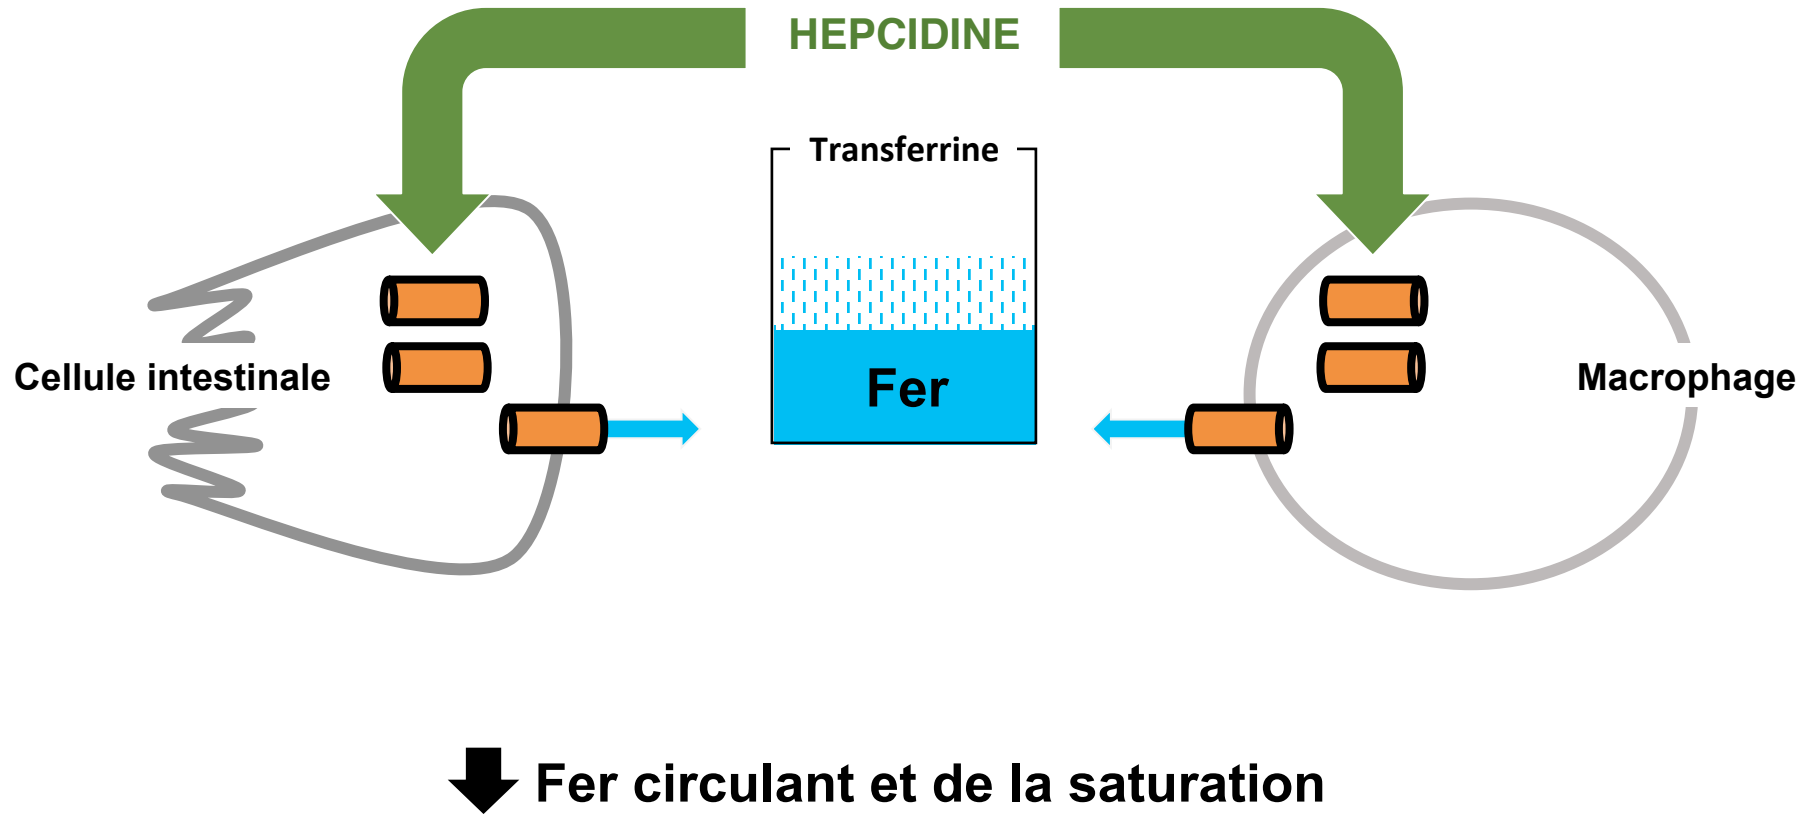 HEPCIDINE
Transferrine
Cellule intestinale
Fer
Macrophage
Fer circulant et de la saturation